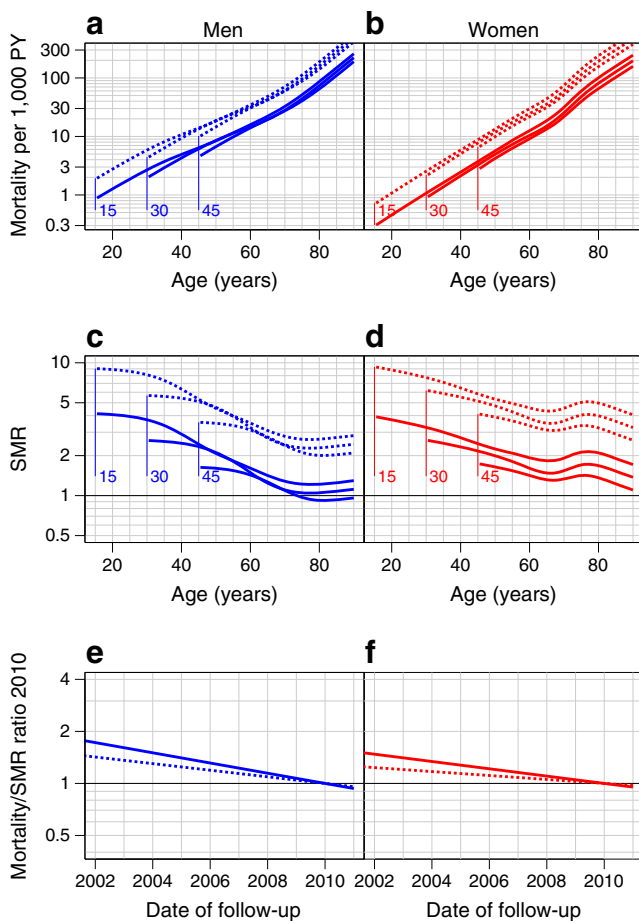 a Men b Women
Mortality per 1,000 PY
300
100
30
10
3
1
0.3
15 30 45 15 30 45
20 40 60 80 20 40 60 80
Age (years) Age (years)
c d
SMR
10
5
2
1
0.5
15 30 45 15 30 45
20 40 60 80 20 40 60 80
Age (years) Age (years)
e f
Mortality/SMR ratio 2010
4
2
1
0.5
2002 2004 2006 2008 2010 2002 2004 2006 2008 2010
Date of follow-up Date of follow-up